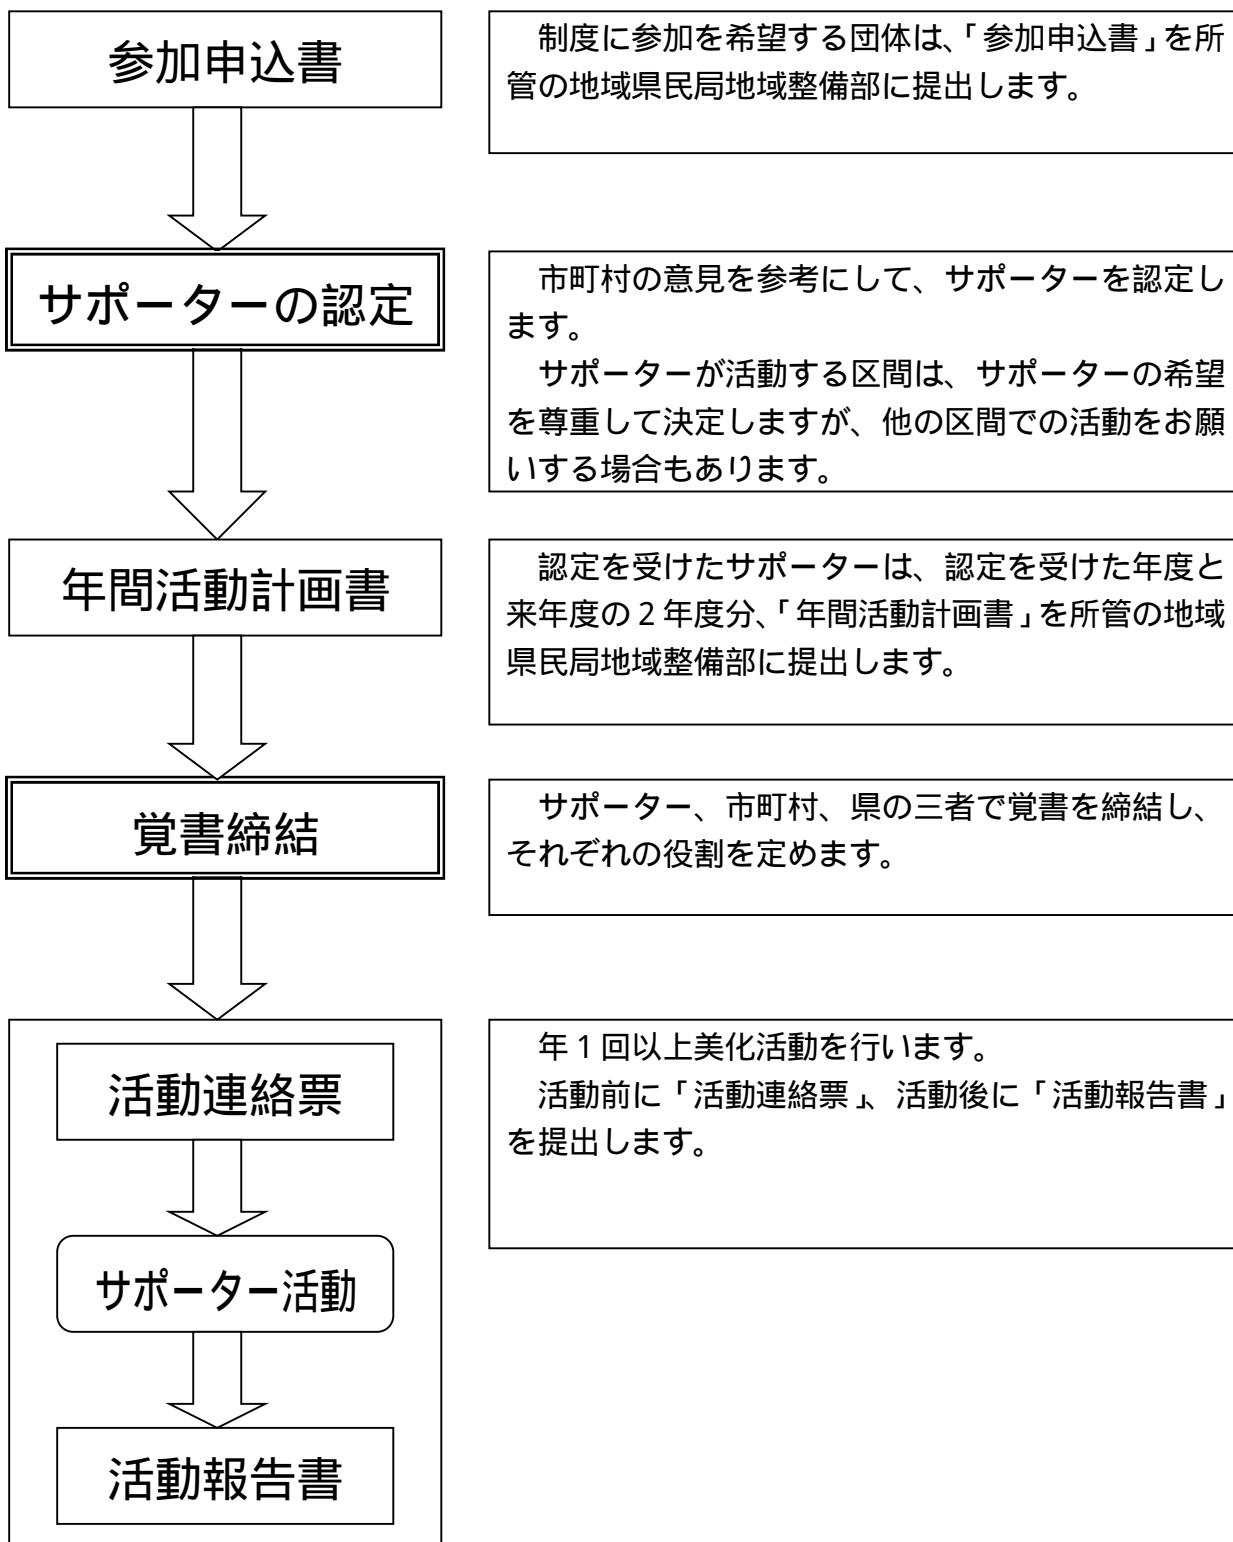 参加申込書
制度に参加を希望する団体は、「参加申込書」を所
管の地域県民局地域整備部に提出します。
サポーターの認定
市町村の意見を参考にして、サポーターを認定し
ます。
サポーターが活動する区間は、サポーターの希望
を尊重して決定しますが、他の区間での活動をお願
いする場合もあります。
年間活動計画書
認定を受けたサポーターは、認定を受けた年度と
来年度の2年度分、「年間活動計画書」を所管の地域
県民局地域整備部に提出します。
覚書締結
サポーター、市町村、県の三者で覚書を締結し、
それぞれの役割を定めます。
活動連絡票
年1回以上美化活動を行います。
活動前に「活動連絡票」、活動後に「活動報告書」
を提出します。
サポーター活動
活動報告書